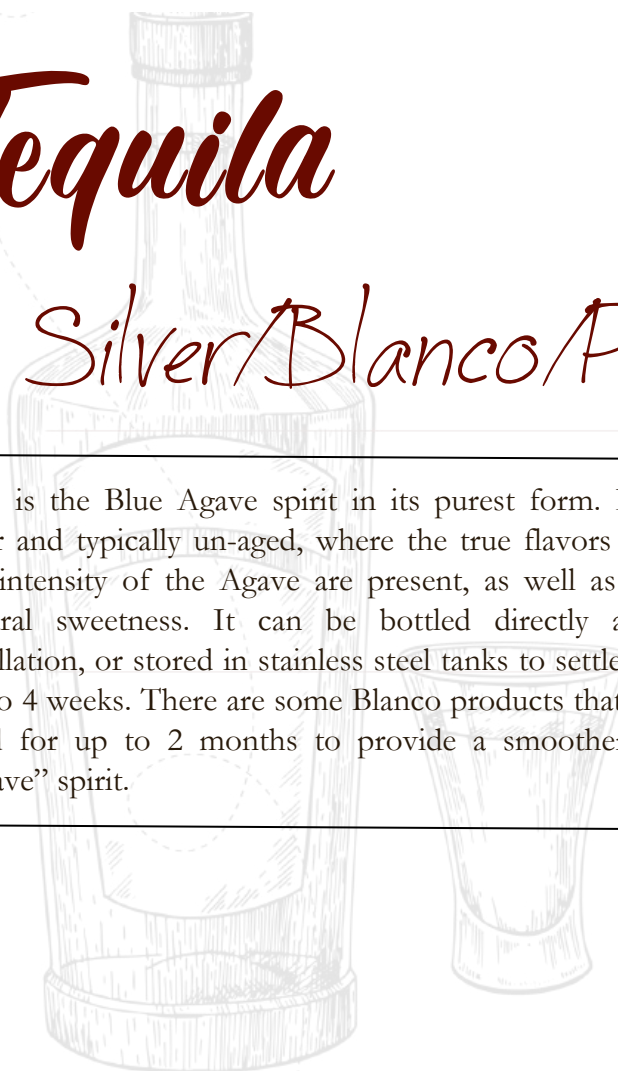 Tequila
Silver/Blanco/P
is the Blue Agave spirit in its purest form.
and typically un-aged, where the true flavors
intensity of the Agave are present, as well as
ral sweetness. It can be bottled directly a
llation, or stored in stainless steel tanks to settle
o 4 weeks. There are some Blanco products that
l for up to 2 months to provide a smoother
ave” spirit.